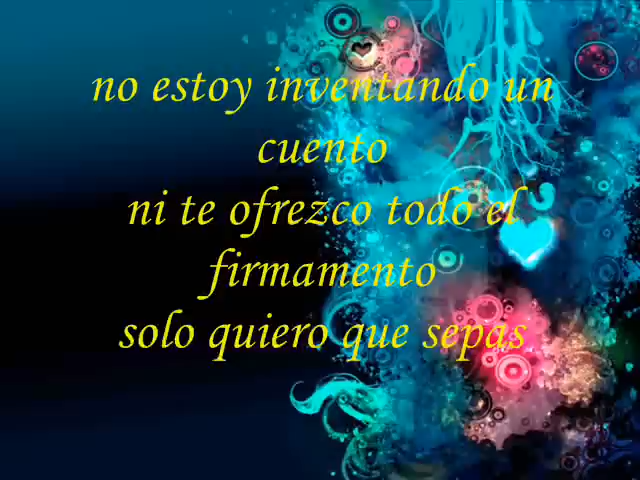 no estoy inventando un
cuento
ni te ofrezco todo el
firmamento
solo quiero que sepas